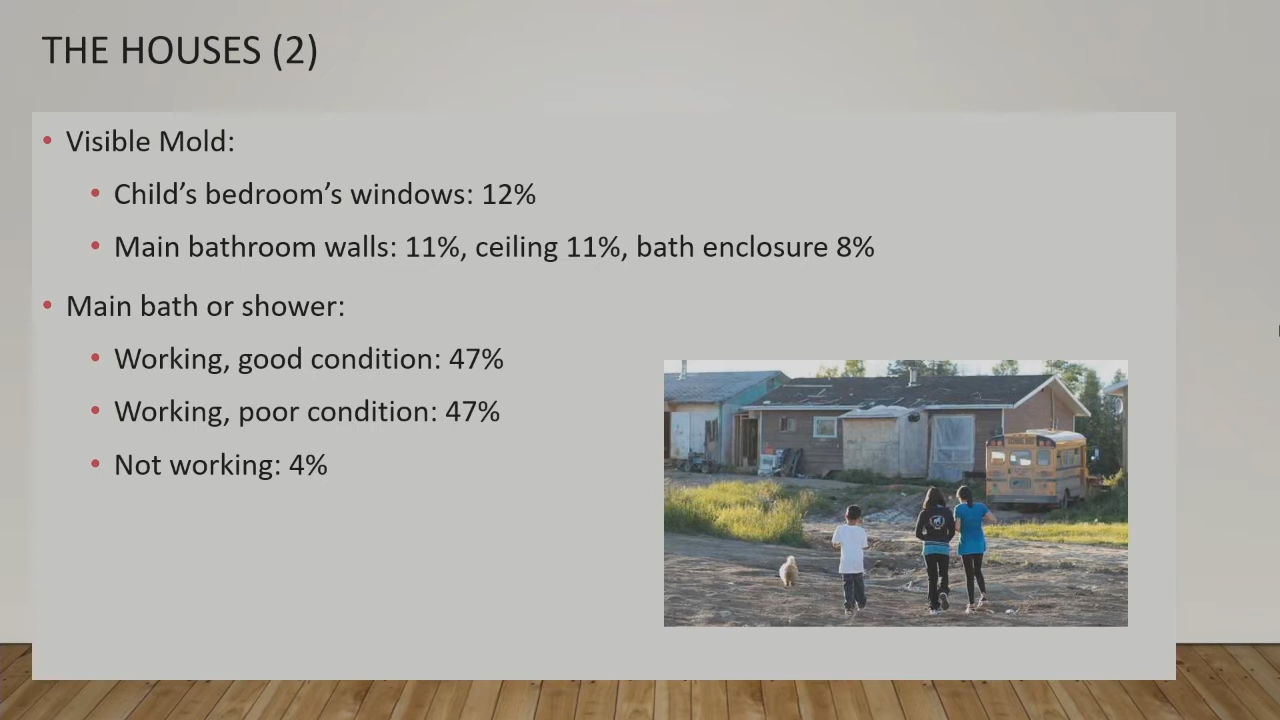 THE HOUSES (2)
• Visible Mold:
• Child’s bedroom’s windows: 12%
• Main bathroom walls: 11%, ceiling 11%, bath enclosure 8%
• Main bath or shower:
• Working, good condition: 47%
• Working, poor condition: 47%
• Not working: 4%